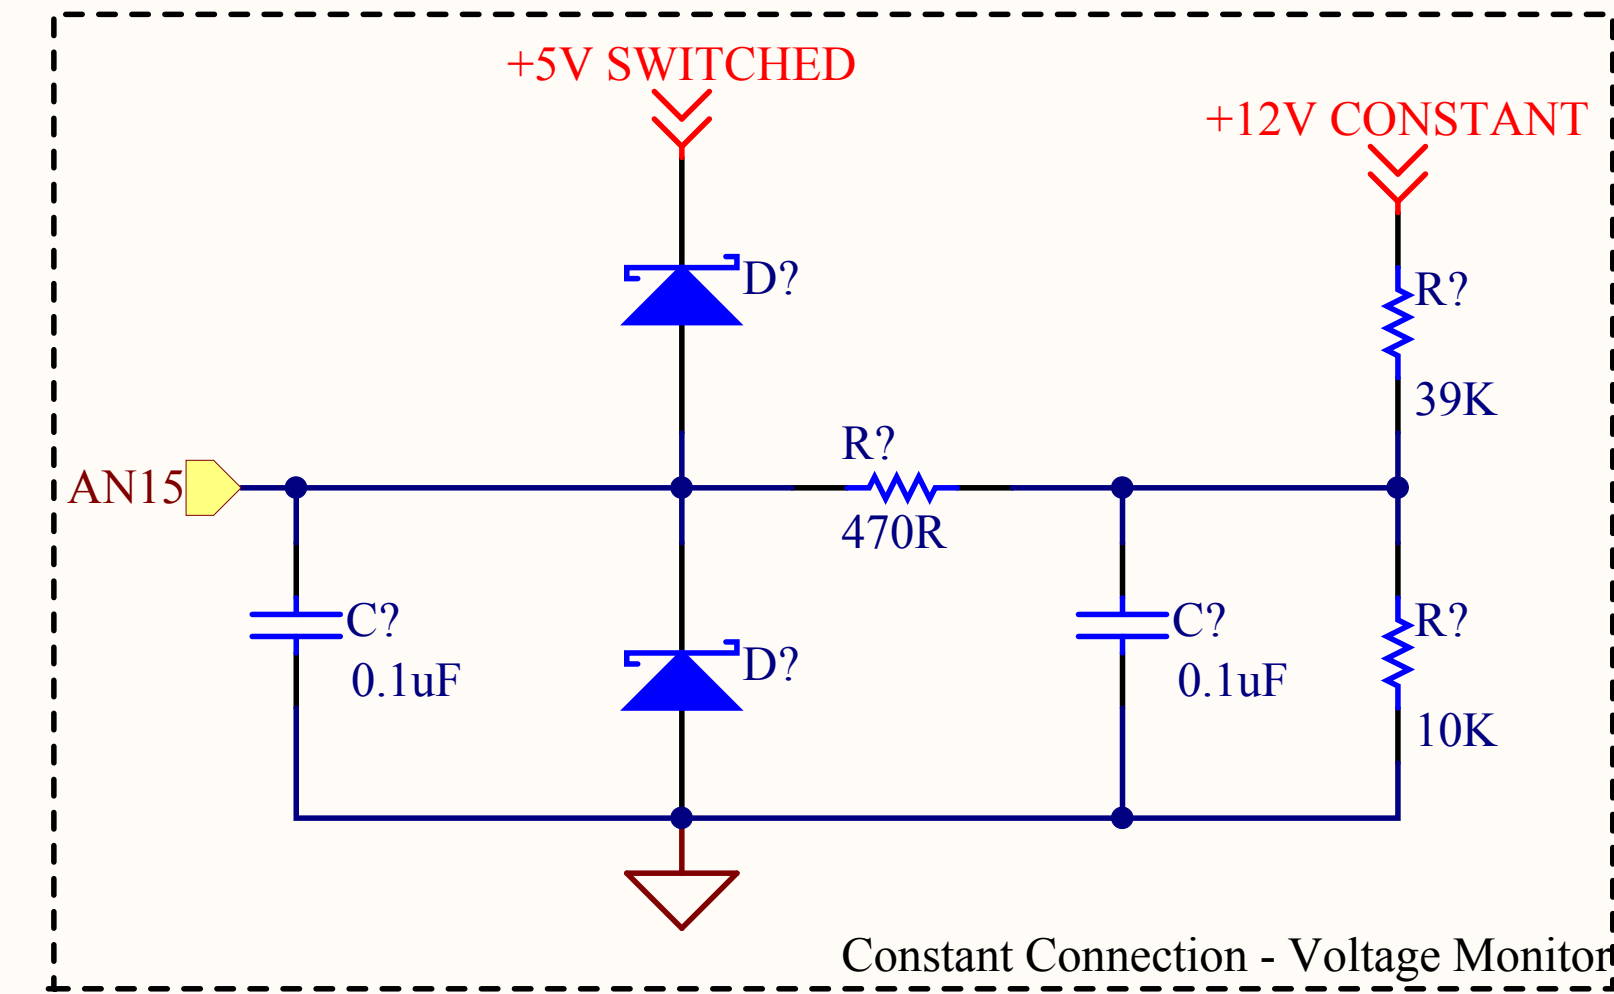 +5V SWITCHED
+12V CONSTANT
D?
R?
39K
R?
AN15
470R
C?
0.1uF
D?
C?
0.1uF
R?
10K
Constant Connection - Voltage Monitor